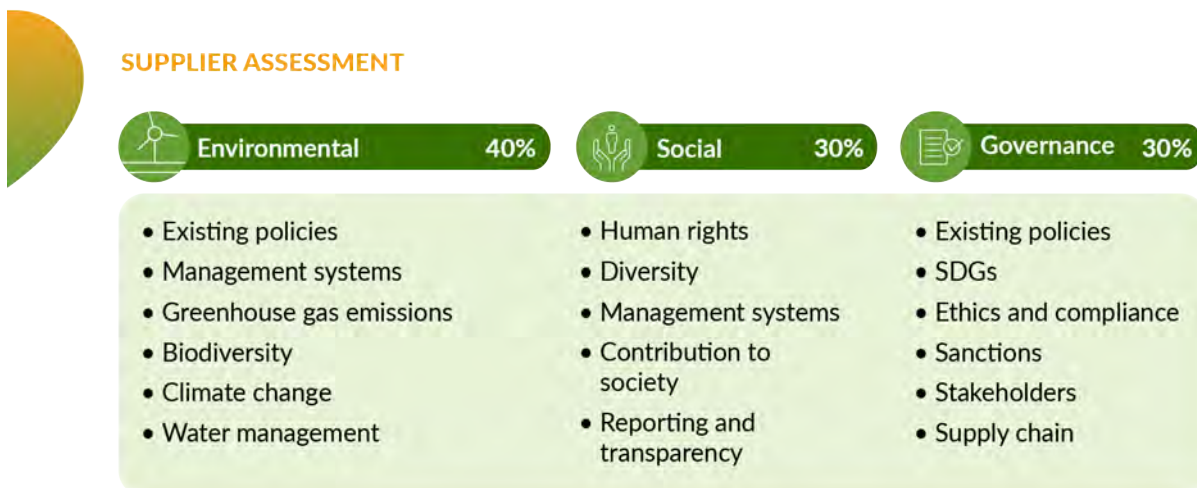 SUPPLIER ASSESSMENT
Environmental 40%
• Existing policies
• Management systems
• Greenhouse gas emissions
• Biodiversity
• Climate change
• Water management
Social 30%
• Human rights
• Diversity
• Management systems
• Contribution to
society
• Reporting and
transparency
Governance 30%
• Existing policies
• SDGs
• Ethics and compliance
• Sanctions
• Stakeholders
• Supply chain